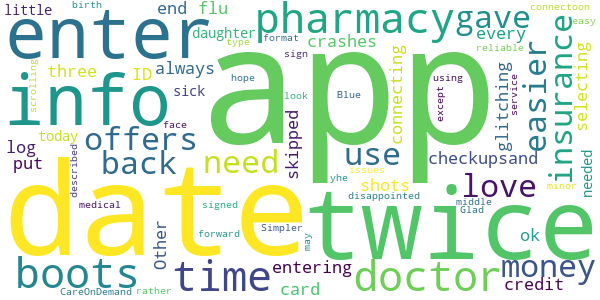 little birth end flu
enter pharmacy gave
daughter format every
three ID always type crashes
scrolling info sick sign reliable
app
hope look Blue except using service
connecting glitching easier insurance selecting
connectoon easy
today offers
log put back need skipped use checkupsand
described face issues shots love needed minor
medical signed disappointed yhe middle Glad
date twice
forward Simpler may ok
boots Other time entering doctor money
CareOnDemand rather card credit